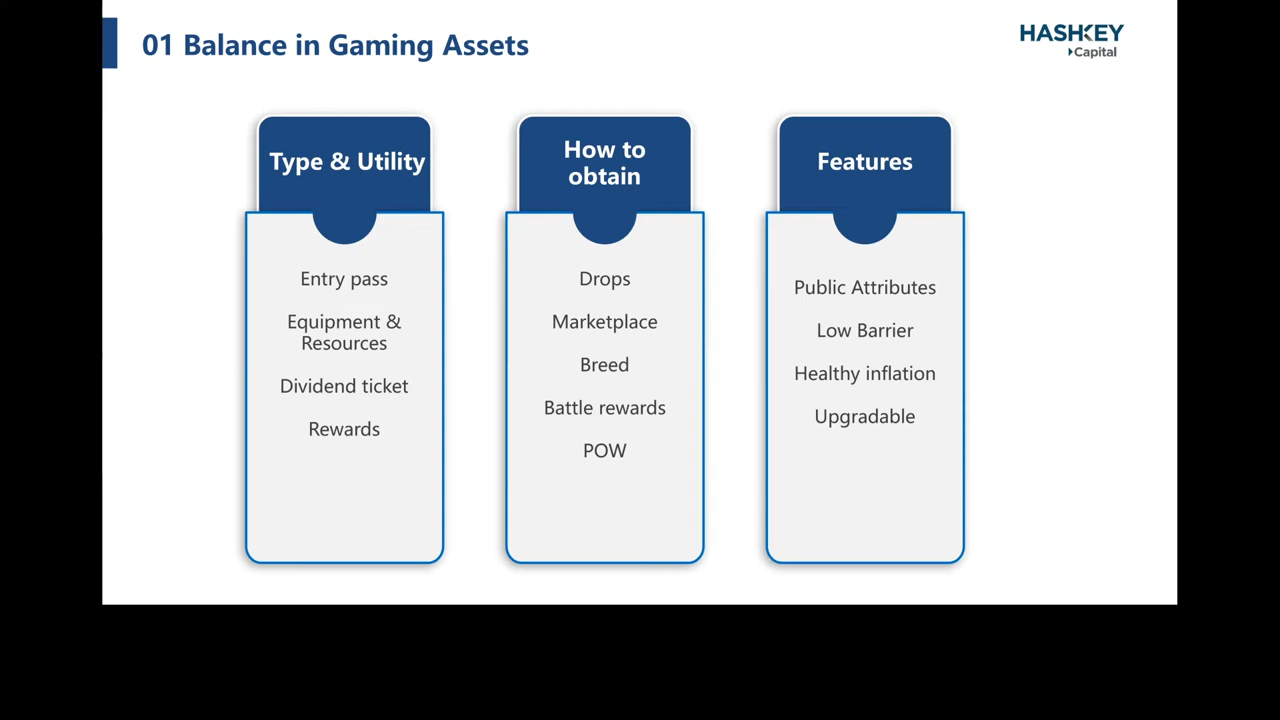 01 Balance in Gaming Assets
HASHKEY
Capital
Type & Utility
Entry pass
Equipment &
Resources
Dividend ticket
Rewards
How to
obtain
Drops
Marketplace
Breed
Battle rewards
POW
Features
Public Attributes
Low Barrier
Healthy inflation
Upgradable